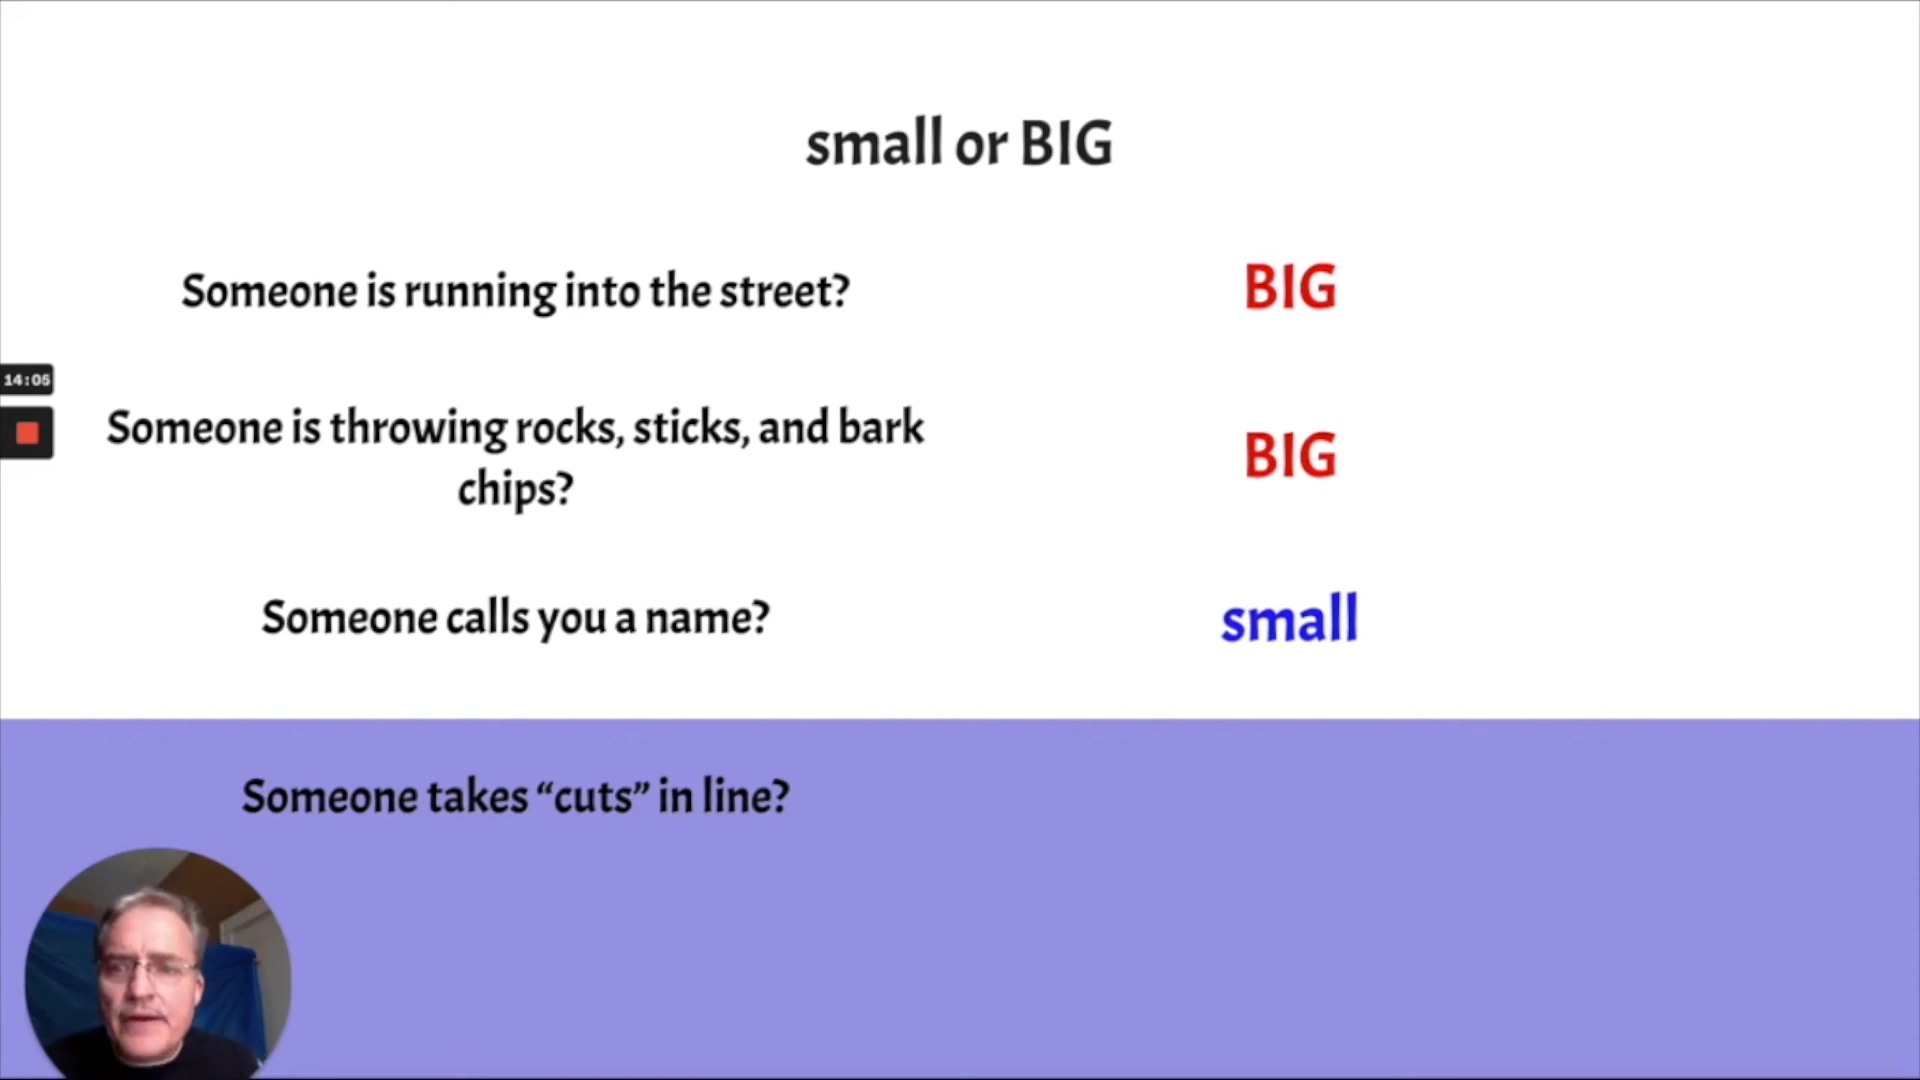 small or BIG
Someone is running into the street?
BIG
14:05
Someone is throwing rocks, sticks, and bark
chips?
BIG
Someone calls you a name?
small
Someone takes “cuts” in line?